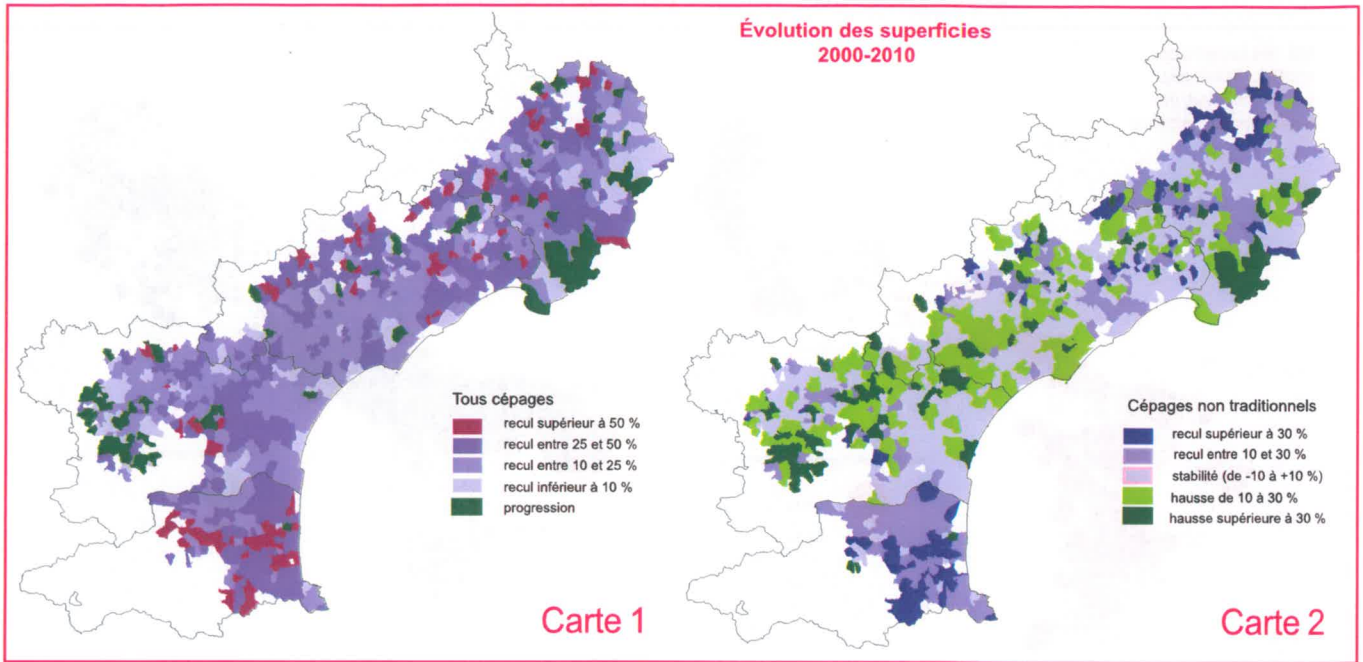 Évolution des superficies
2000-2010
Tous cépages
recul supérieur à 50 %
recul entre 25 et 50 %
recul entre 10 et 25 %
recul inférieur à 10 %
progression
Carte 1
Cépages non traditionnels
recul supérieur à 30 %
recul entre 10 et 30 %
stabilité (de -10 à +10 %)
hausse de 10 à 30 %
hausse supérieure à 30 %
Carte 2